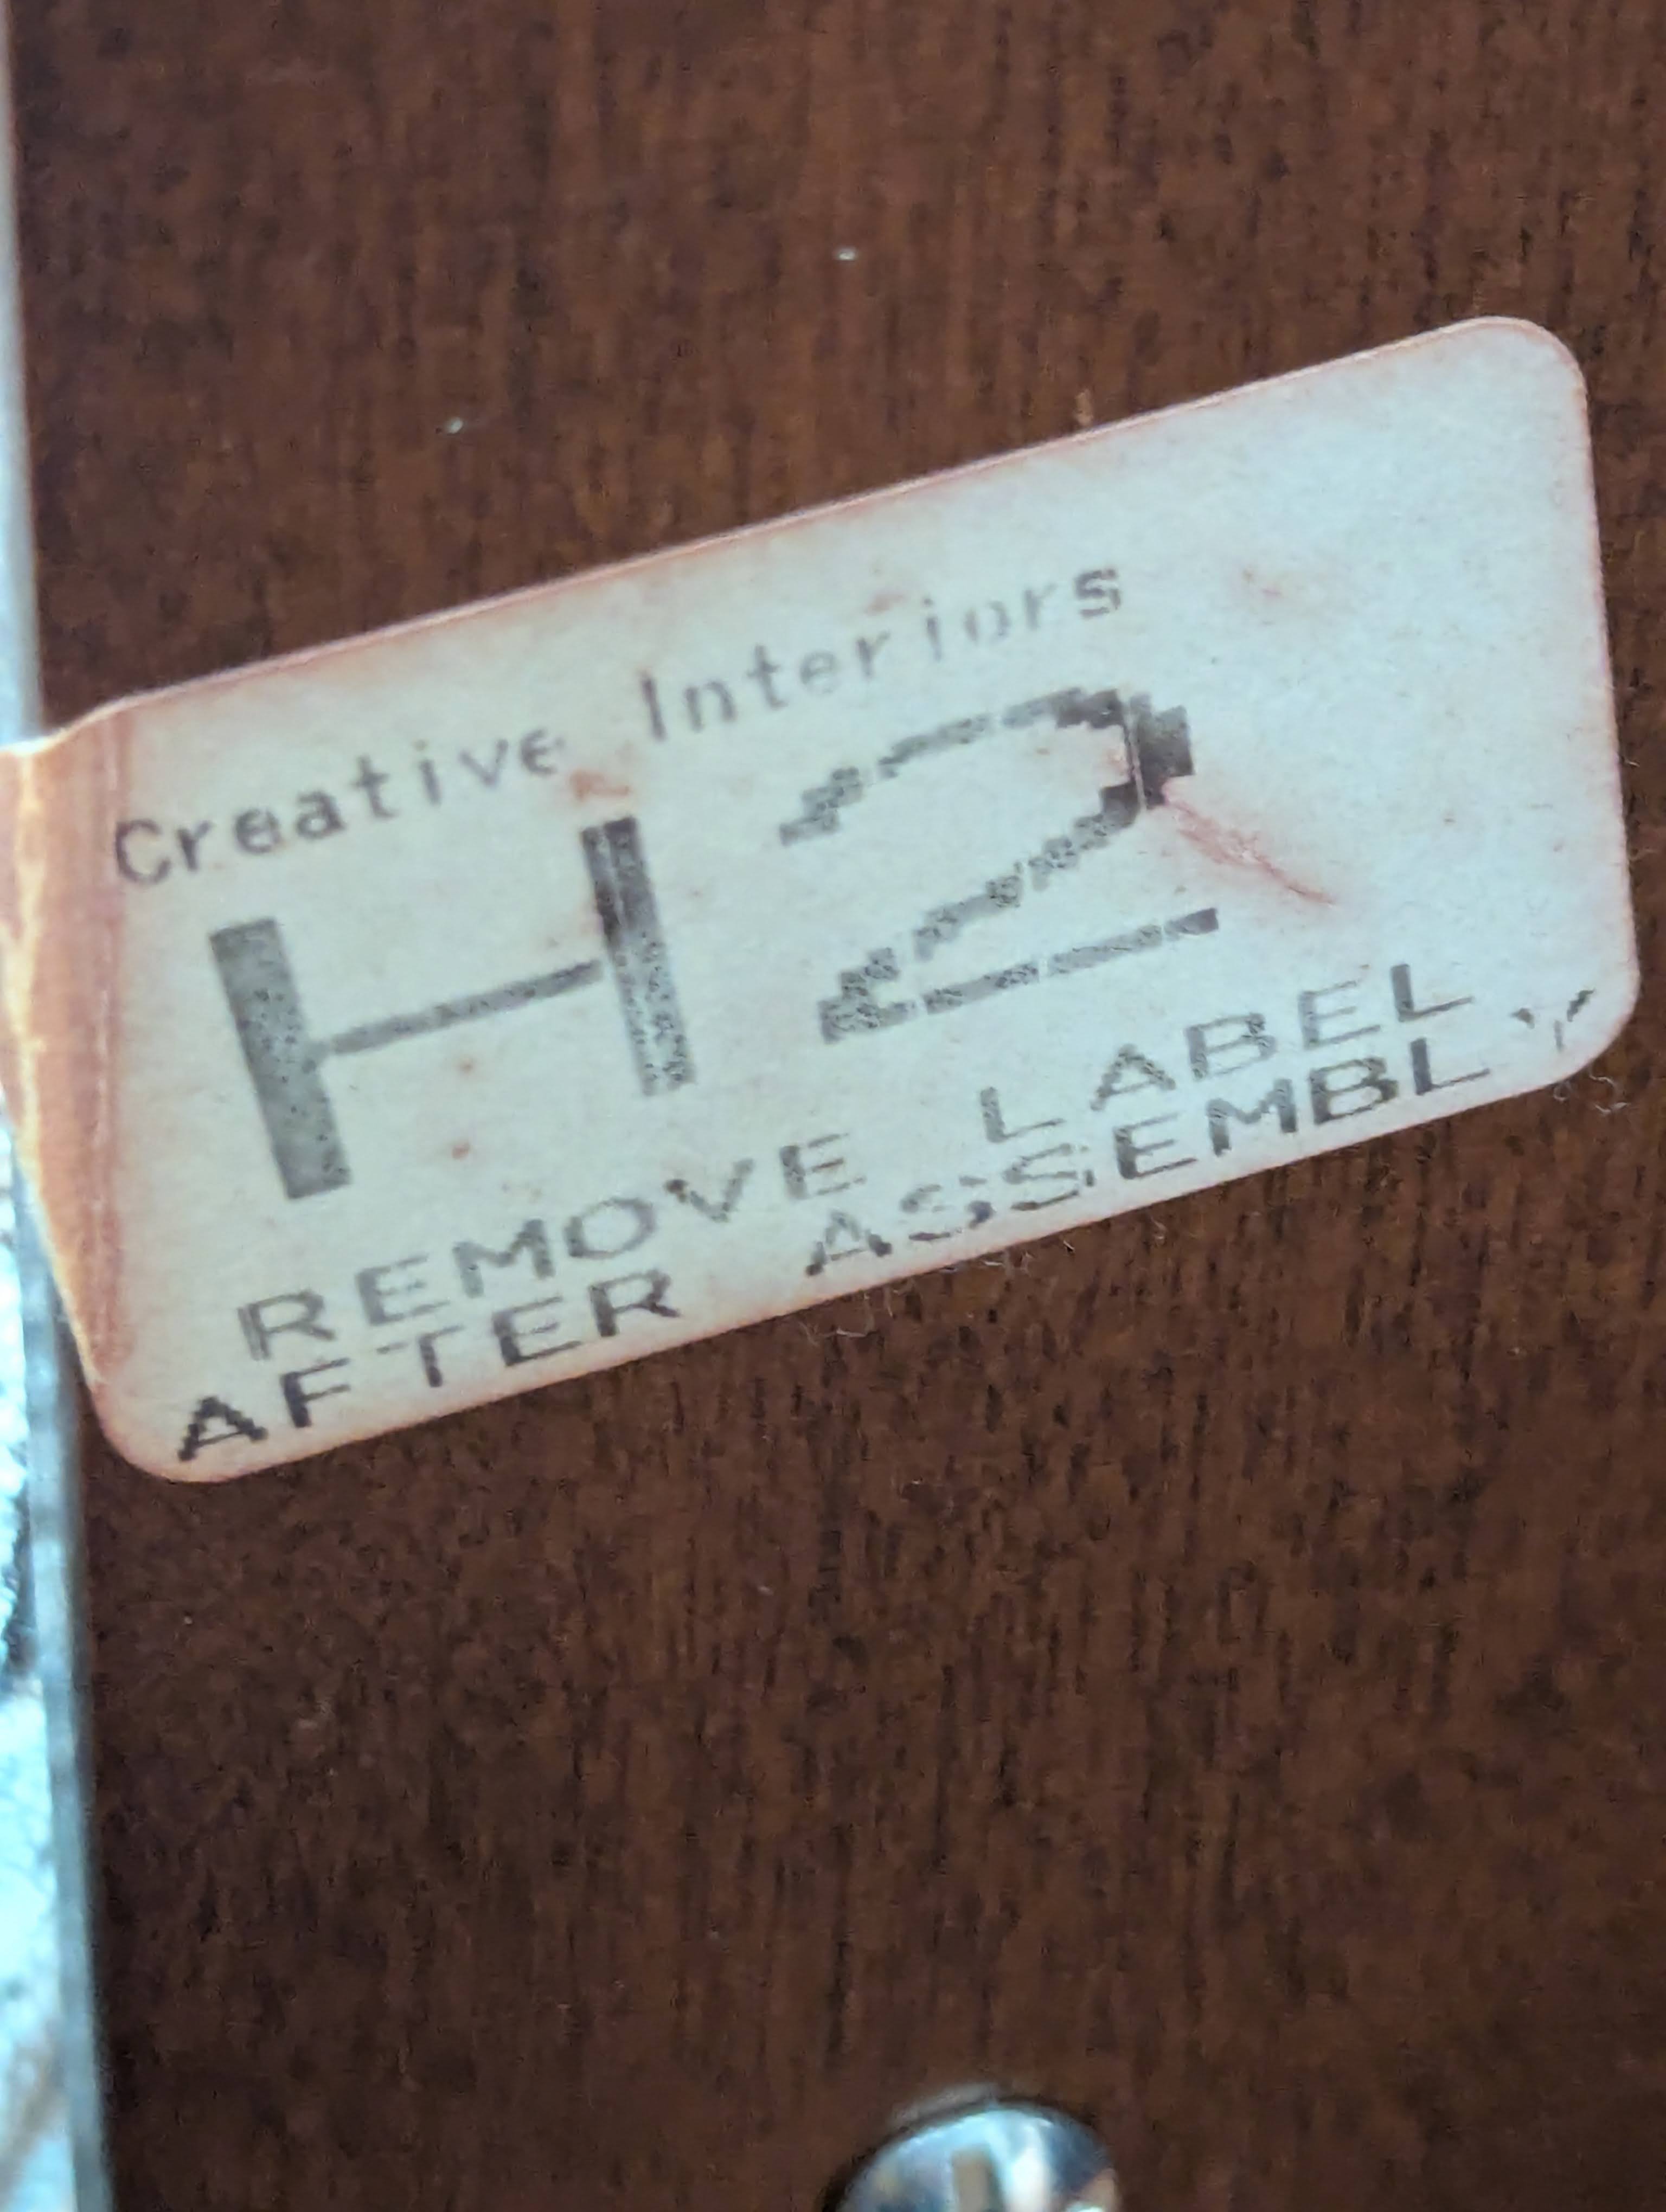 Creative Interiors
H2
REMOVE LABEL
AFTER ASSEMBLY